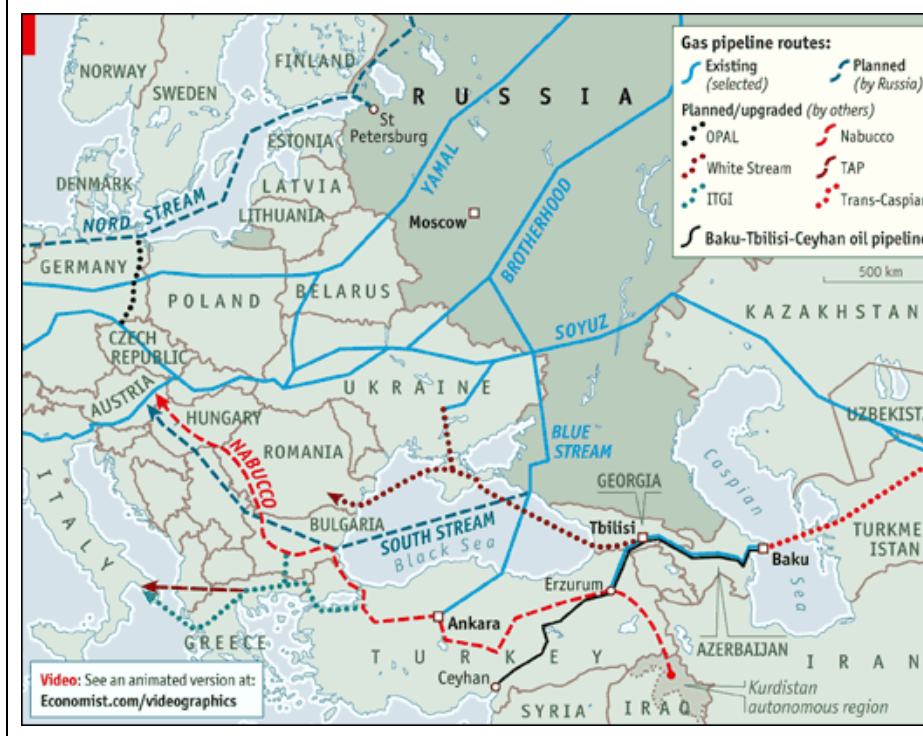 Gas pipeline routes:
Existing
(selected)
Planned
(by Russia)
Planned/upgraded (by others)
OPAL
Nabucco
White Stream
TAP
ITGI
Trans-Caspian
Baku-Tbilisi-Ceyhan oil pipeline
500 km
NORWAY
SWEDEN
FINLAND
RUSSIA
St
Petersburg
ESTONIA
LATVIA
LITHUANIA
DENMARK
NORD STREAM
YAMAL
Moscow
BROTHERHOOD
GERMANY
POLAND
BELARUS
KAZAKHSTAN
SOYUZ
CZECH
REPUBLIC
UKRAINE
AUSTRIA
HUNGARY
UZBEKISTA
NABUCCO
ROMANIA
BLUE
STREAM
Caspian
Sea
GEORGIA
ITALY
BULGARIA
SOUTH STREAM
Black Sea
Tbilisi
Baku
TURKME
ISTAN
Erzurum
Ankara
GREECE
TURKEY
AZERBAIJAN
IRAN
Ceyhan
SYRIA
IRAQ
Kurdistan
autonomous region
Video: See an animated version at:
Economist.com/videographics